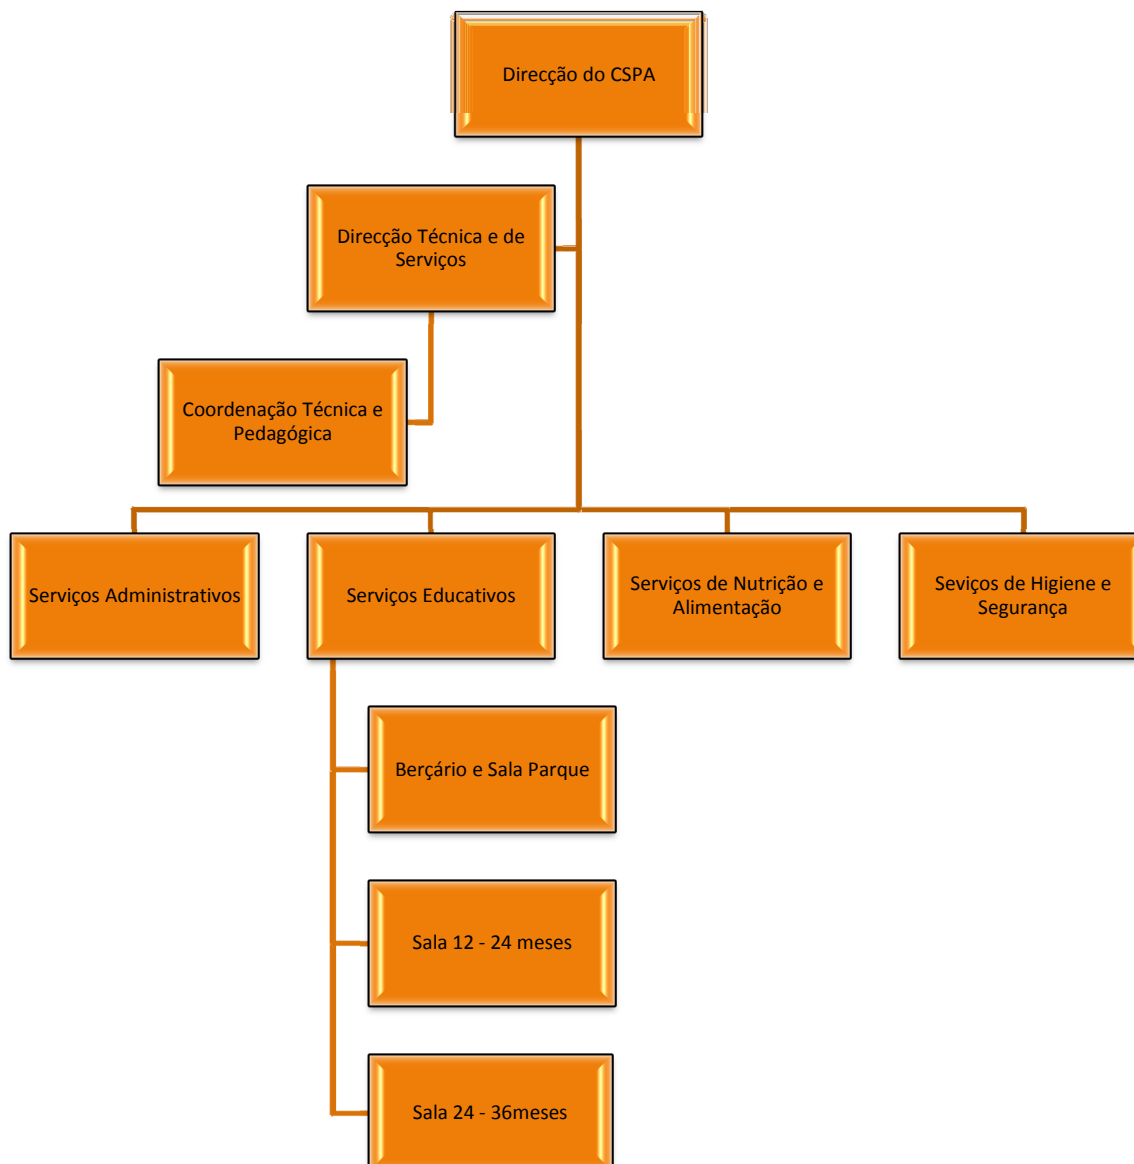 Direcção do CSPA
Direcção Técnica e de
Serviços
Coordenação Técnica e
Pedagógica
Serviços Administrativos
Serviços Educativos
Serviços de Nutrição e
Alimentação
Seviços de Higiene e
Segurança
Berçário e Sala Parque
Sala 12 - 24 meses
Sala 24 - 36meses